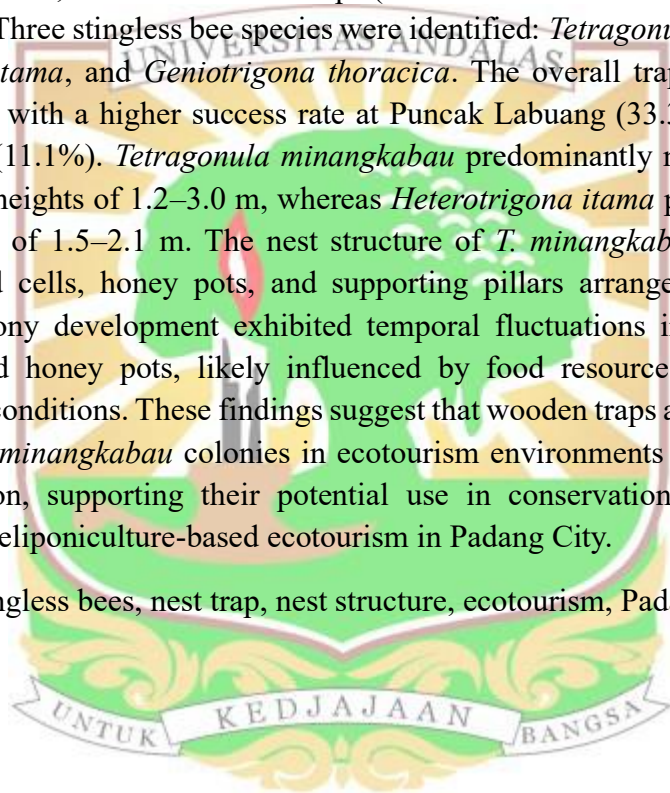 Three stingless bee species were identified: Tetragonu
UNIVERSITAS ANDALAS
tama, and Geniotrigona thoracica. The overall trap
with a higher success rate at Puncak Labuang (33.3
(11.1%). Tetragonula minangkabau predominantly n
heights of 1.2–3.0 m, whereas Heterotrigona itama p
of 1.5–2.1 m. The nest structure of T. minangkab
d cells, honey pots, and supporting pillars arrange
ony development exhibited temporal fluctuations i
d honey pots, likely influenced by food resource
conditions. These findings suggest that wooden traps a
minangkabau colonies in ecotourism environments
on, supporting their potential use in conservation
eliponiculture-based ecotourism in Padang City.
ngless bees, nest trap, nest structure, ecotourism, Pad
UNTUK KEDJAJAAN BANGSA